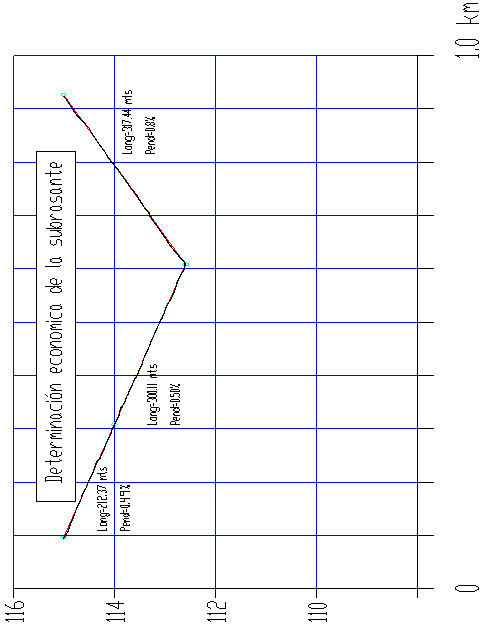 Determinación economica de la subrasante
116
114
112
110
0
1.0 km
Long=212.37 mts
Pend=0.49%
Long=300.11 mts
Pend=0.50%
Long=317.44 mts
Pend=0.8%